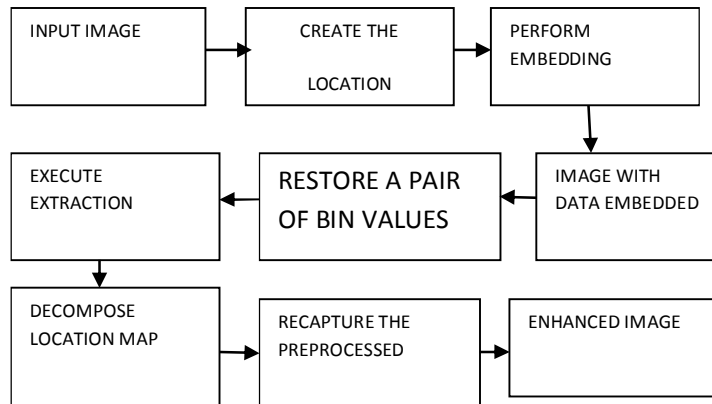 INPUT IMAGE
CREATE THE
LOCATION
PERFORM
EMBEDDING
IMAGE WITH
DATA EMBEDDED
RESTORE A PAIR
OF BIN VALUES
EXECUTE
EXTRACTION
DECOMPOSE
LOCATION MAP
RECAPTURE THE
PREPROCESSED
ENHANCED IMAGE